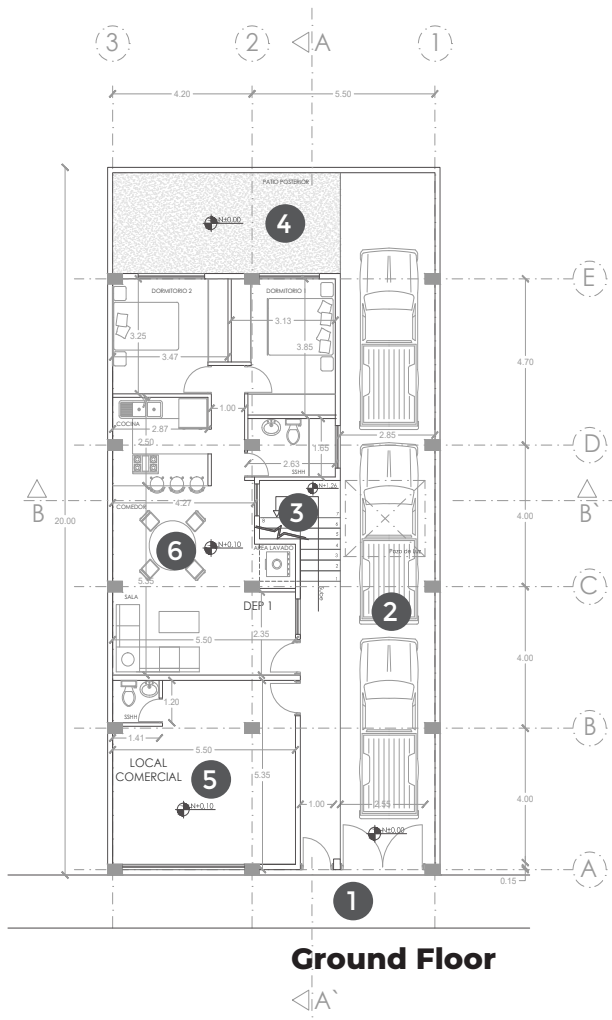 3
2
A
1
4.20
5.50
PATIO POSTERIOR
N±0.00
4
E
DORMITORIO 2
DORMITORIO 1
3.13
3.25
3.85
3.47
4.70
1.00
COCINA
2.87
2.50
1.65
2.85
D
2.63
SSHH
N+1.26
4.27
B
B`
20.00
COMEDOR
3
4.00
6
N+0.10
AREA LAVADO
Pozo de luz
5.35
C
SALA
DEP 1
2
5.50
2.35
4.00
1.20
SSHH
1.41
B
5.50
LOCAL
COMERCIAL
5
5.35
N+0.10
1.00
2.55
4.00
N±0.00
A
0.15
1
Ground Floor
A`